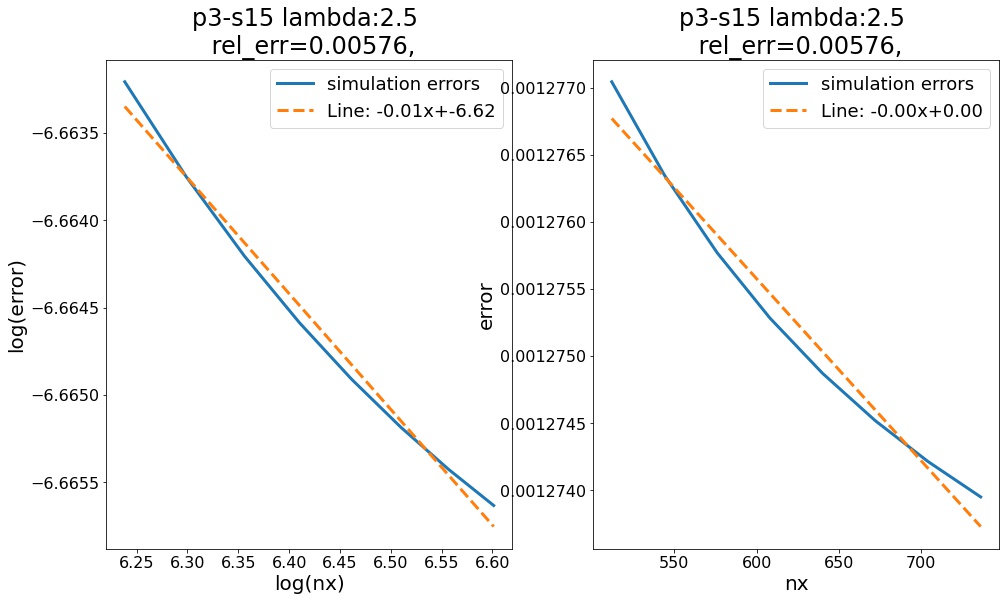 p3-s15 lambda:2.5
rel_err=0.00576,
simulation errors
Line: -0.01x+-6.62
−6.6635
−6.6640
−6.6645
−6.6650
−6.6655
log(error)
6.25 6.30 6.35 6.40 6.45 6.50 6.55 6.60
log(nx)
p3-s15 lambda:2.5
rel_err=0.00576,
simulation errors
Line: -0.00x+0.00
0.0012770
0.0012765
0.0012760
0.0012755
0.0012750
0.0012745
0.0012740
error
550 600 650 700
nx